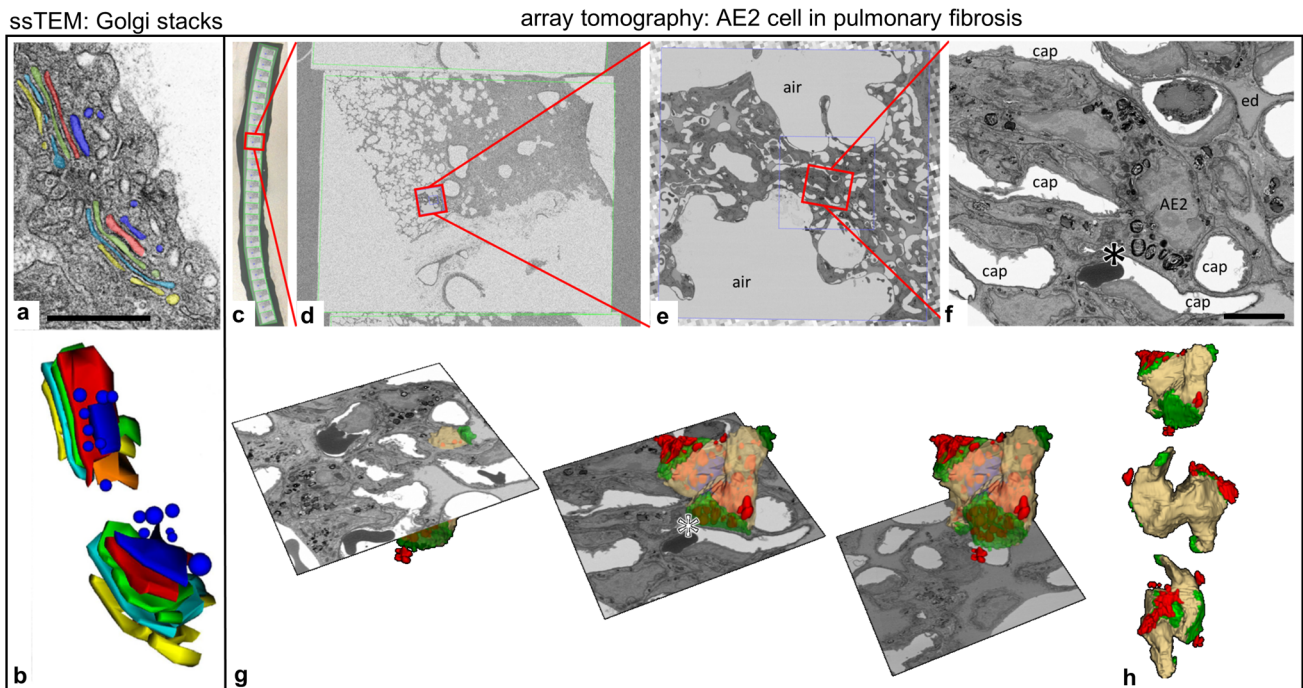 ssTEM: Golgi stacks
array tomography: AE2 cell in pulmonary fibrosis
a
b
c
d
air
air
e
cap
ed
cap
AE2
*
cap
cap
cap
f
*
g
h